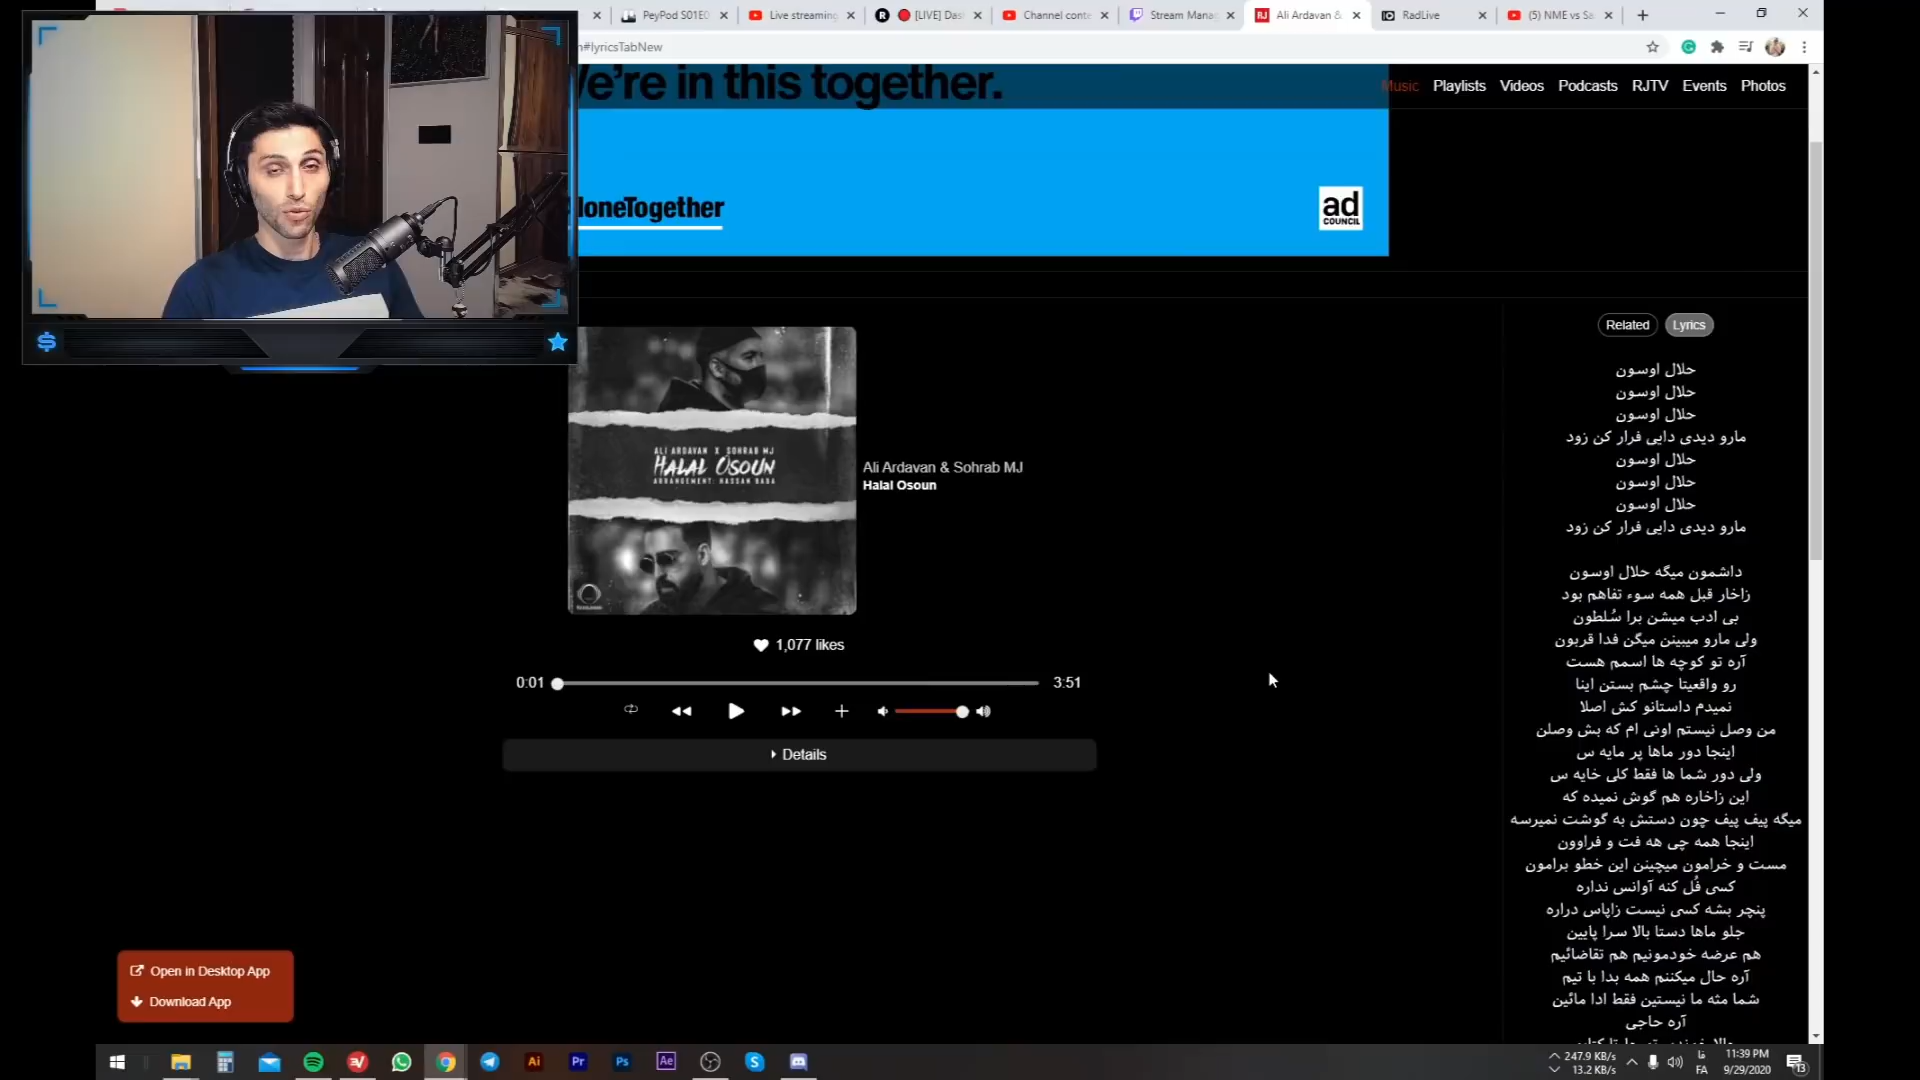 PeyPod S01E0
Live streaming
[LIVE] Das
Channel conte
Stream Manag
Ali Ardavan &
RadLive
(5) NME vs Sa
n#lyricsTabNew
e're in this together.
Music
Playlists
Videos
Podcasts
RJTV
Events
Photos
loneTogether
ad
COUNCIL
Related
Lyrics
ALI ARDAVAN X SOHRAB MJ
HALAL OSOUN
ARRANGEMENT: HASSAN BABA
Ali Ardavan & Sohrab MJ
Halal Osoun
1,077 likes
0:01
3:51
Details
حلال اوسون
حلال اوسون
حلال اوسون
مارو دیدی دایی فرار کن زود
حلال اوسون
حلال اوسون
حلال اوسون
مارو دیدی دایی فرار کن زود
داشمون میگه حلال اوسون
زاخار قبل همه سوء تفاهم بود
بی ادب میشن برا سُلطون
ولی مارو میبینن میگن فدا قربون
آره تو کوچه ها اسمم هست
رو واقعیتا چشم بستن اینا
نمیدم داستانو کش اصلا
من وصل نیستم اونی ام که بش وصلن
اینجا دور ماها پر مایه س
ولی دور شما ها فقط کلی خایه س
این زاخاره هم گوش نمیده که
میگه پیف پیف چون دستش به گوشت نمیرسه
اینجا همه چی هه فت و فراوون
مست و خرامون میچینن این خطو برامون
کسی فُل کنه آوانس نداره
پنچر بشه کسی نیست زاپاس دراره
جلو ماها دستا بالا سرا پایین
هم عرضه خودمونیم هم تقاضائیم
آره حال میکننم همه بدا با تیم
شما مثه ما نیستین فقط ادا مائین
آره حاجی
Open in Desktop App
Download App
247.9 KB/s
13.2 KB/s
فا
FA
11:39 PM
9/29/2020
13